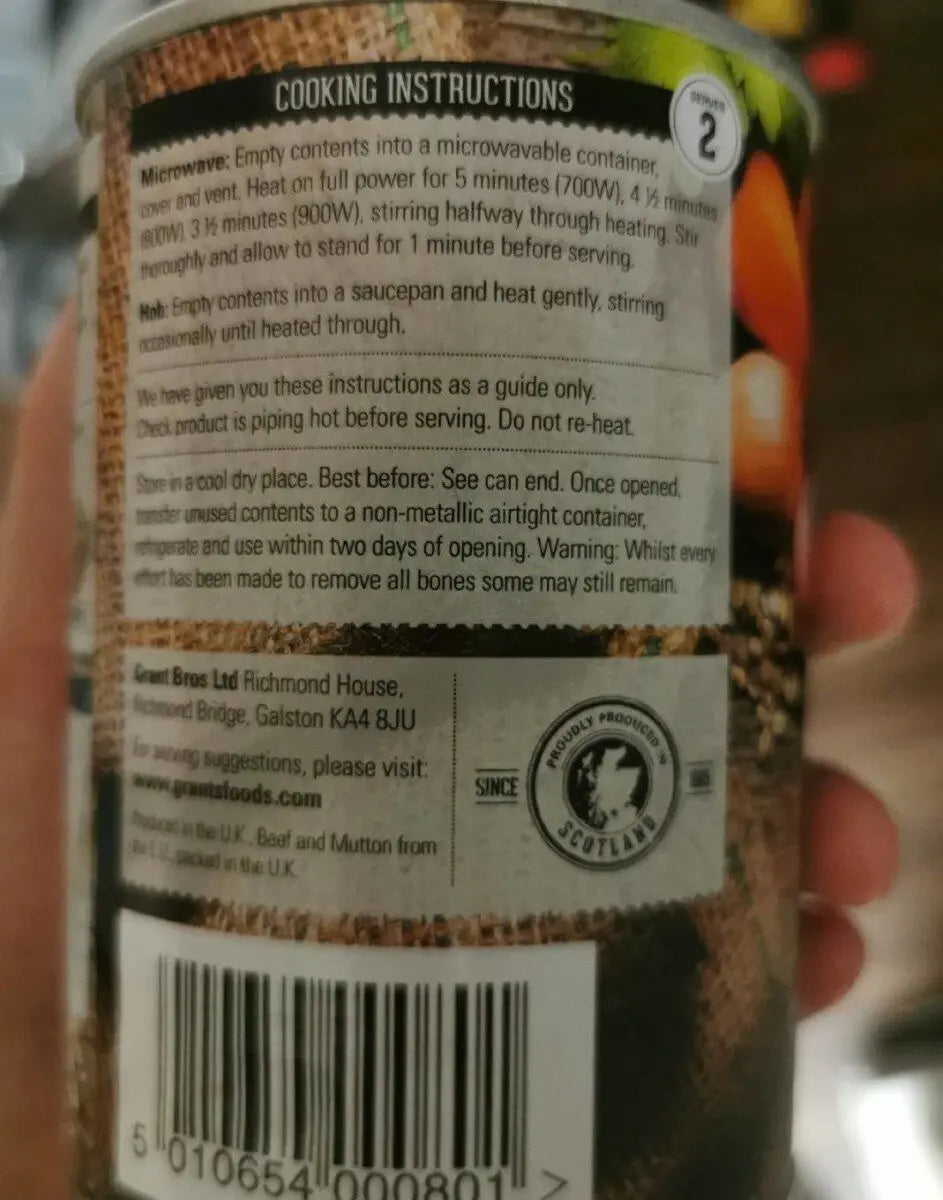 COOKING INSTRUCTIONS
SERVES
2
Microwave: Empty contents into a microwavable container,
cover and vent. Heat on full power for 5 minutes (700W), 4 ½ minutes
(800W), 3 ½ minutes (900W), stirring halfway through heating. Stir
thoroughly and allow to stand for 1 minute before serving.
Hob: Empty contents into a saucepan and heat gently, stirring
occasionally until heated through.
We have given you these instructions as a guide only.
Check product is piping hot before serving. Do not re-heat.
Store in a cool dry place. Best before: See can end. Once opened,
transfer unused contents to a non-metallic airtight container,
refrigerate and use within two days of opening. Warning: Whilst every
effort has been made to remove all bones some may still remain.
Grant Bros Ltd Richmond House,
Richmond Bridge, Galston KA4 8JU
For serving suggestions, please visit:
www.grantsfoods.com
Produced in the U.K. Beef and Mutton from
the E.U. packed in the U.K.
SINCE
PROUDLY PRODUCED IN
SCOTLAND
5 010654 000801 >